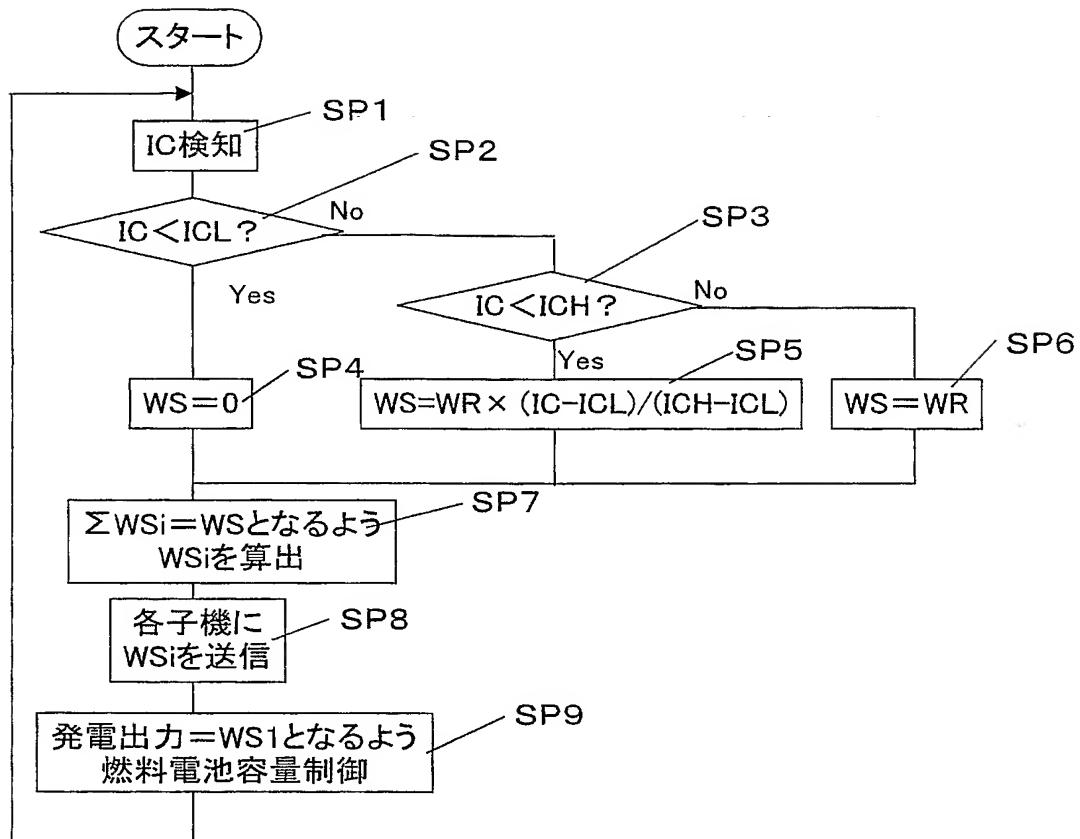 スタート
SP1
IC検知
SP2
IC<ICL?
No
SP3
Yes
IC<ICH?
No
Yes
SP4
SP5
SP6
WS=0
WS=WR×(IC-ICL)/(ICH-ICL)
WS=WR
SP7
ΣWSi=WSとなるよう
WSiを算出
SP8
各子機に
WSiを送信
SP9
発電出力=WS1となるよう
燃料電池容量制御